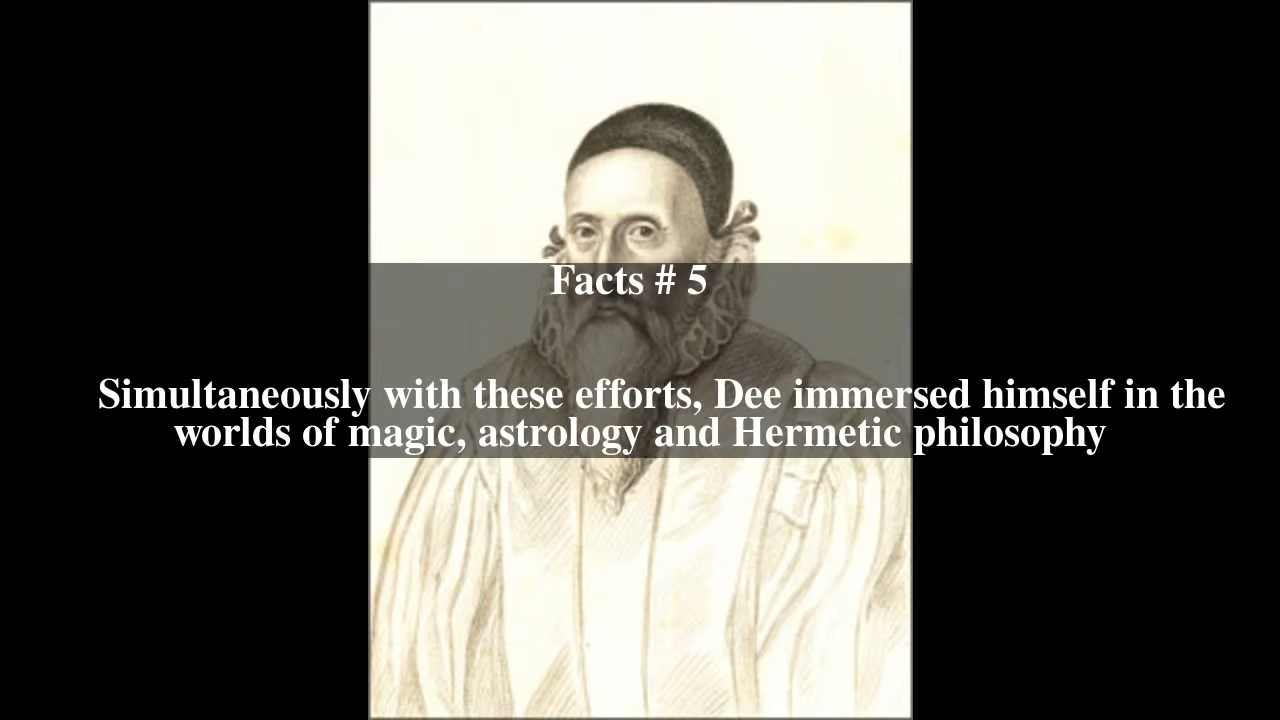 Facts # 5
Simultaneously with these efforts, Dee immersed himself in the
worlds of magic, astrology and Hermetic philosophy